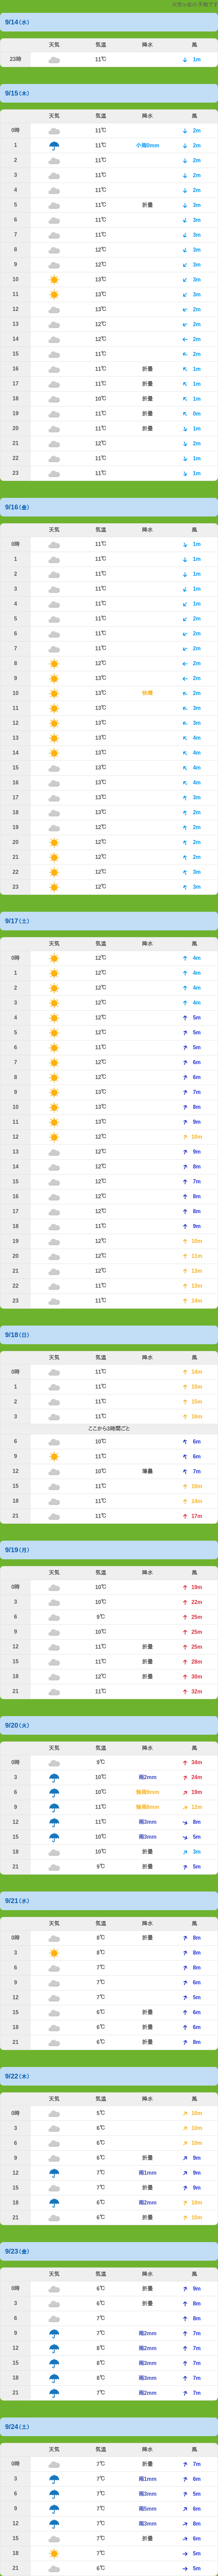 天気&風の予報です
9/14(水)
天気 気温 降水 風
23時 11℃ 1m
9/15(木)
天気 気温 降水 風
0時 11℃ 2m
1 11℃ 小雨0mm 2m
2 11℃ 2m
3 11℃ 2m
4 11℃ 2m
5 11℃ 折曇 3m
6 11℃ 3m
7 11℃ 3m
8 12℃ 3m
9 12℃ 3m
10 13℃ 3m
11 13℃ 3m
12 13℃ 2m
13 12℃ 2m
14 12℃ 2m
15 11℃ 2m
16 11℃ 折曇 1m
17 11℃ 折曇 1m
18 10℃ 折曇 1m
19 11℃ 折曇 0m
20 11℃ 折曇 1m
21 12℃ 2m
22 11℃ 1m
23 11℃ 1m
9/16(金)
天気 気温 降水 風
0時 11℃ 1m
1 11℃ 1m
2 11℃ 1m
3 11℃ 1m
4 11℃ 1m
5 11℃ 2m
6 11℃ 2m
7 11℃ 2m
8 12℃ 2m
9 13℃ 2m
10 13℃ 快晴 2m
11 13℃ 3m
12 13℃ 3m
13 13℃ 4m
14 13℃ 4m
15 13℃ 4m
16 13℃ 4m
17 13℃ 3m
18 13℃ 2m
19 12℃ 2m
20 12℃ 2m
21 12℃ 2m
22 12℃ 3m
23 12℃ 3m
9/17(土)
天気 気温 降水 風
0時 12℃ 4m
1 12℃ 4m
2 12℃ 4m
3 12℃ 4m
4 12℃ 5m
5 12℃ 5m
6 11℃ 5m
7 12℃ 6m
8 12℃ 6m
9 13℃ 7m
10 13℃ 8m
11 13℃ 9m
12 12℃ 10m
13 12℃ 9m
14 12℃ 8m
15 12℃ 7m
16 12℃ 8m
17 12℃ 8m
18 11℃ 9m
19 12℃ 10m
20 12℃ 11m
21 12℃ 13m
22 11℃ 13m
23 11℃ 14m
9/18(日)
天気 気温 降水 風
0時 11℃ 14m
1 11℃ 15m
2 11℃ 15m
3 11℃ 16m
ここから3時間ごと
6 10℃ 6m
9 11℃ 6m
12 10℃ 薄曇 7m
15 11℃ 10m
18 11℃ 14m
21 11℃ 17m
9/19(月)
天気 気温 降水 風
0時 10℃ 19m
3 10℃ 22m
6 9℃ 25m
9 10℃ 25m
12 11℃ 折曇 25m
15 11℃ 折曇 28m
18 12℃ 折曇 30m
21 11℃ 32m
9/20(火)
天気 気温 降水 風
0時 9℃ 34m
3 10℃ 雨2mm 24m
6 10℃ 強雨9mm 19m
9 11℃ 強雨8mm 12m
12 11℃ 雨3mm 8m
15 10℃ 雨3mm 5m
18 10℃ 折曇 3m
21 9℃ 折曇 5m
9/21(水)
天気 気温 降水 風
0時 8℃ 折曇 8m
3 8℃ 8m
6 7℃ 8m
9 7℃ 6m
12 7℃ 5m
15 6℃ 折曇 6m
18 6℃ 折曇 6m
21 6℃ 折曇 8m
9/22(木)
天気 気温 降水 風
0時 5℃ 10m
3 6℃ 10m
6 6℃ 10m
9 6℃ 折曇 9m
12 7℃ 雨1mm 9m
15 7℃ 折曇 9m
18 6℃ 雨2mm 10m
21 6℃ 折曇 10m
9/23(金)
天気 気温 降水 風
0時 6℃ 折曇 9m
3 6℃ 折曇 8m
6 7℃ 8m
9 7℃ 雨2mm 7m
12 8℃ 雨2mm 7m
15 8℃ 雨3mm 7m
18 8℃ 雨3mm 7m
21 7℃ 雨2mm 7m
9/24(土)
天気 気温 降水 風
0時 7℃ 折曇 7m
3 7℃ 雨1mm 6m
6 7℃ 雨3mm 5m
9 7℃ 雨5mm 6m
12 7℃ 雨3mm 8m
15 7℃ 折曇 6m
18 7℃ 5m
21 6℃ 5m